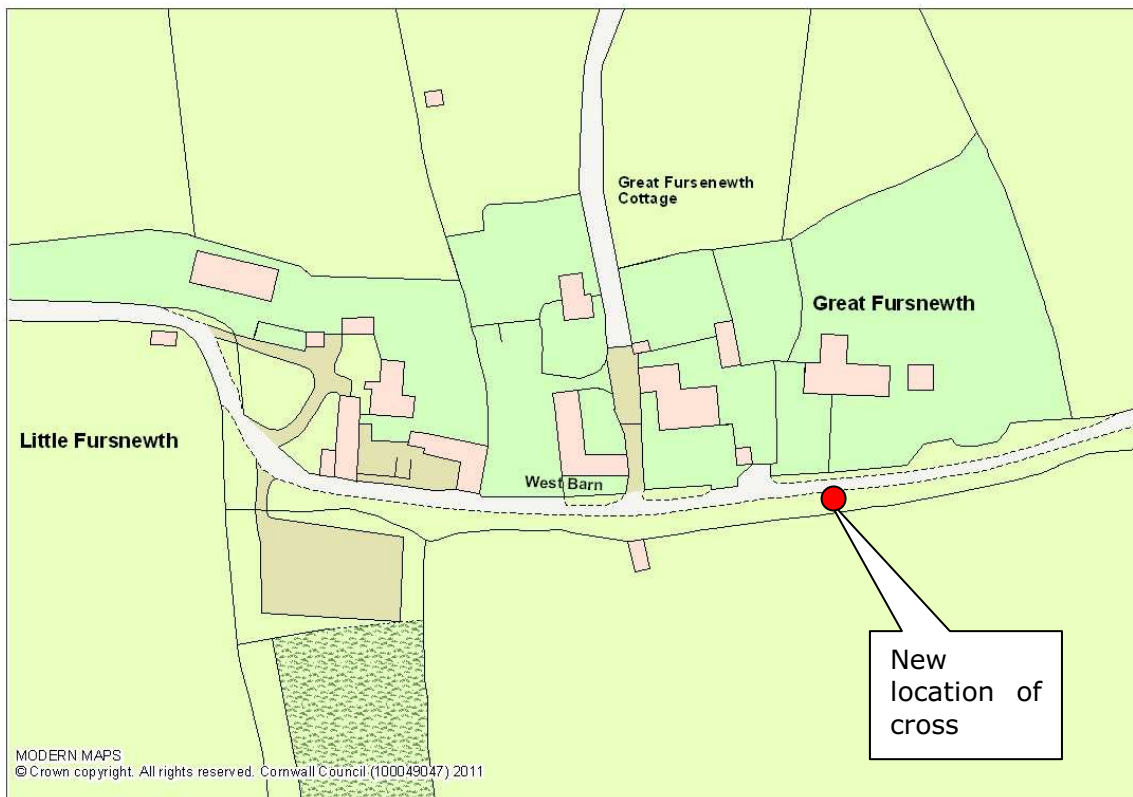 Great Fursenewth
Cottage
Great Fursnewth
Little Fursnewth
West Barn
New
location of
cross
MODERN MAPS
© Crown copyright. All rights reserved. Cornwall Council (100049047) 2011